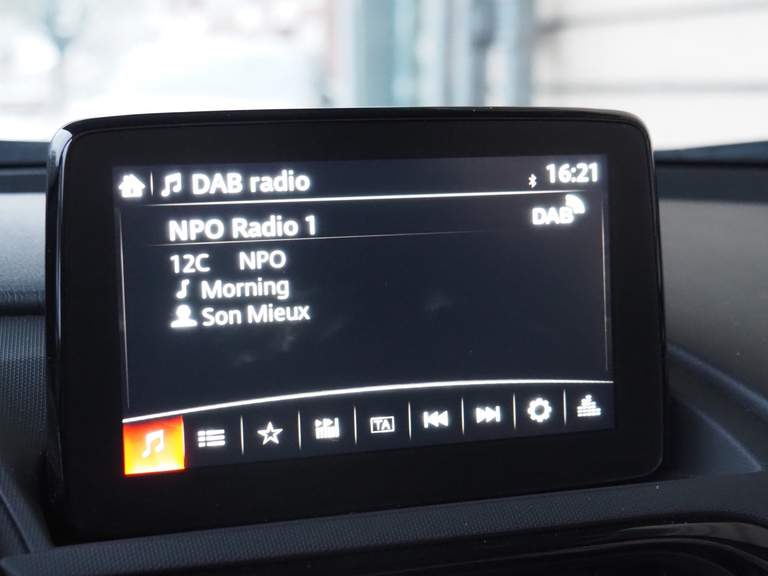 DAB radio 16:21
NPO Radio 1 DAB
12C NPO
Morning
Son Mieux
TA